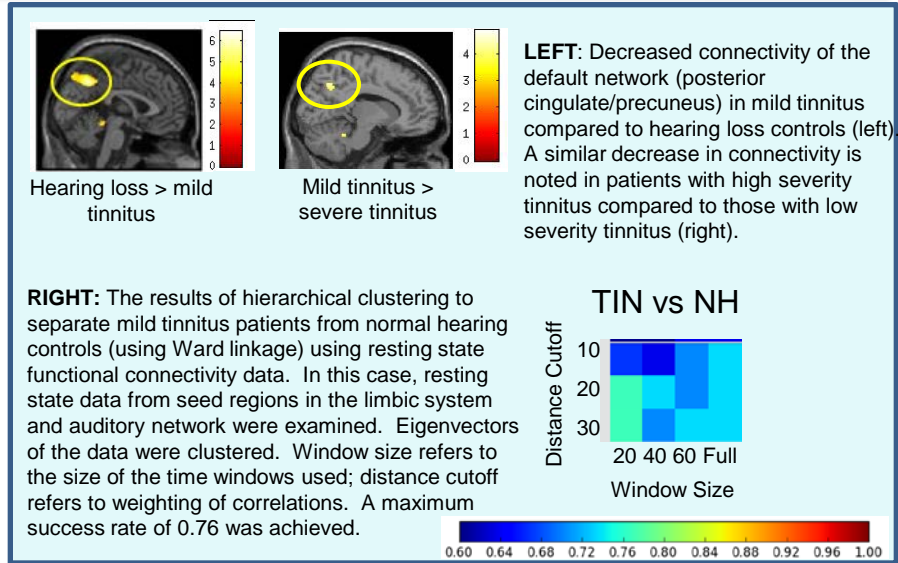 6
5
4
3
2
1
0
4
3
2
1
0
Hearing loss > mild
tinnitus
Mild tinnitus >
severe tinnitus
LEFT: Decreased connectivity of the
default network (posterior
cingulate/precuneus) in mild tinnitus
compared to hearing loss controls (left).
A similar decrease in connectivity is
noted in patients with high severity
tinnitus compared to those with low
severity tinnitus (right).
RIGHT: The results of hierarchical clustering to
separate mild tinnitus patients from normal hearing
controls (using Ward linkage) using resting state
functional connectivity data. In this case, resting
state data from seed regions in the limbic system
and auditory network were examined. Eigenvectors
of the data were clustered. Window size refers to
the size of the time windows used; distance cutoff
refers to weighting of correlations. A maximum
success rate of 0.76 was achieved.
TIN vs NH
Distance Cutoff
10
20
30
20 40 60 Full
Window Size
0.60 0.64 0.68 0.72 0.76 0.80 0.84 0.88 0.92 0.96 1.00